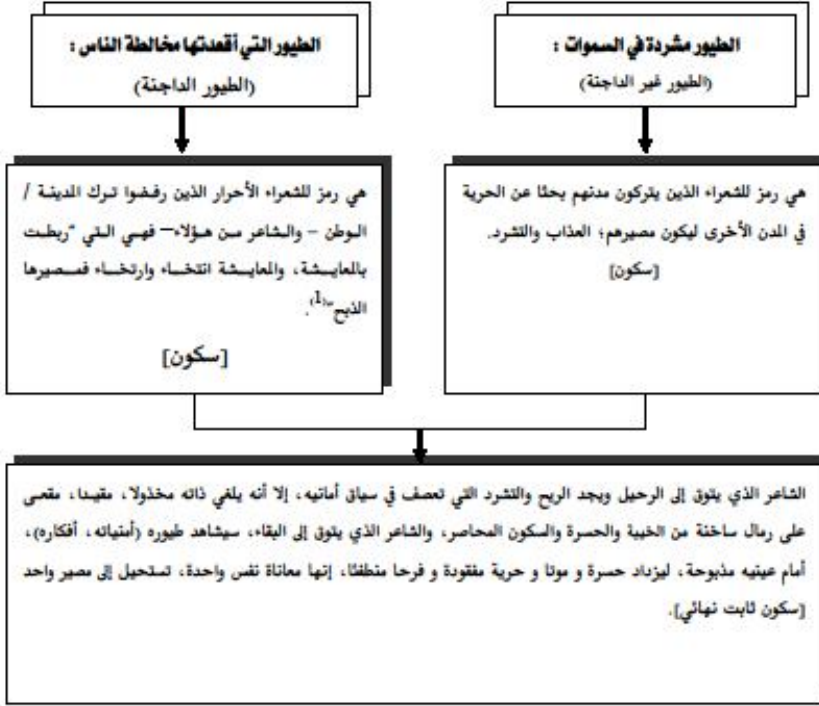 الطيور مشردة في السموات :
(الطيور غير الداجنة)
الطيور التي أقعدتها مخالطة الناس :
(الطيور الداجنة)
هي رمز للشعراء الذين يتركون مدنهم بحثا عن الحرية
في المدن الأخرى ليكون مصيرهم؛ العذاب والتشرد.
[سكون]
هي رمز للشعراء الأحرار الذين رفضوا ترك المدينة /
الوطن – والشاعر من هؤلاء– فهي التي "ربطت
بالمعايشة، والمعايشة انتخاء وارتخاء فمصيرها
الذبح"(1).
[سكون]
الشاعر الذي يتوق إلى الرحيل ويجد الريح والتشرد التي تعصف في سياق أمانيه، إلا أنه يلغي ذاته مخذولا، مقيدا، مقعى
على رمال ساخنة من الخيبة والحسرة والسكون المحاصر، والشاعر الذي يتوق إلى البقاء، سيشاهد طيوره (أمنياته، أفكاره)،
أمام عينيه مذبوحة، ليزداد حسرة و موتا و حرية مفقودة و فرحا منطفئا، إنها معاناة نفس واحدة، تستحيل إلى مصير واحد
[سكون ثابت نهائي].